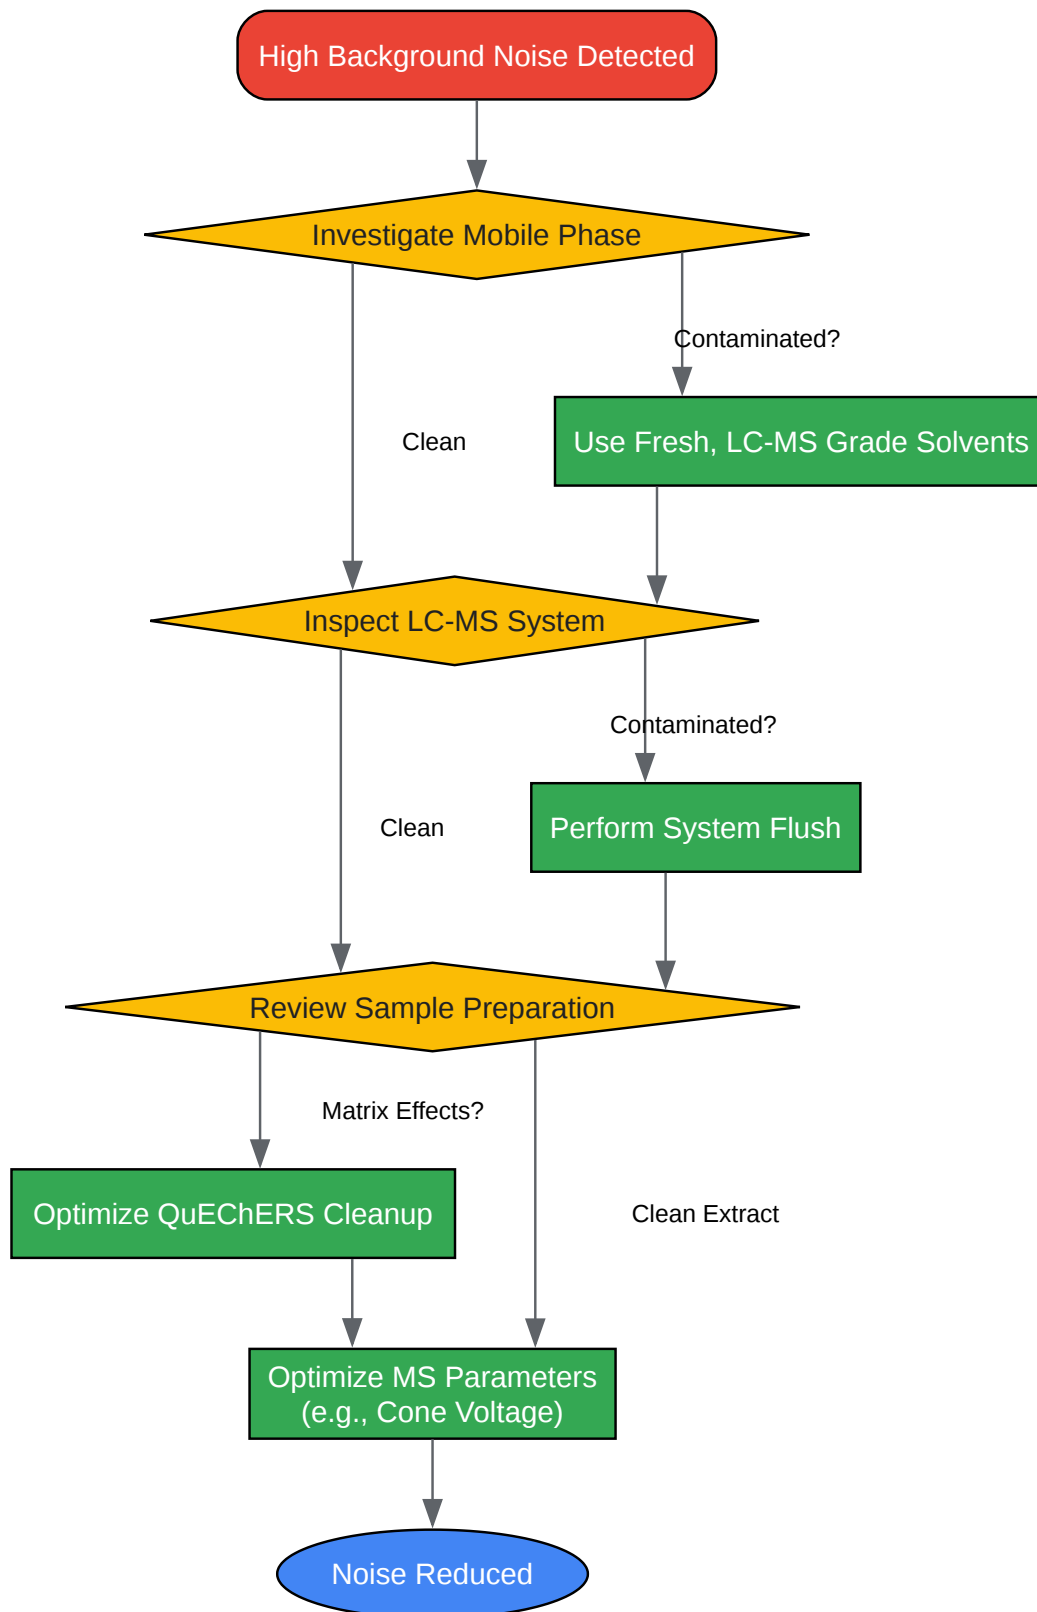 High Background Noise Detected
Investigate Mobile Phase
Contaminated?
Clean
Use Fresh, LC-MS Grade Solvents
Inspect LC-MS System
Contaminated?
Clean
Perform System Flush
Review Sample Preparation
Matrix Effects?
Optimize QuEChERS Cleanup
Clean Extract
Optimize MS Parameters
(e.g., Cone Voltage)
Noise Reduced